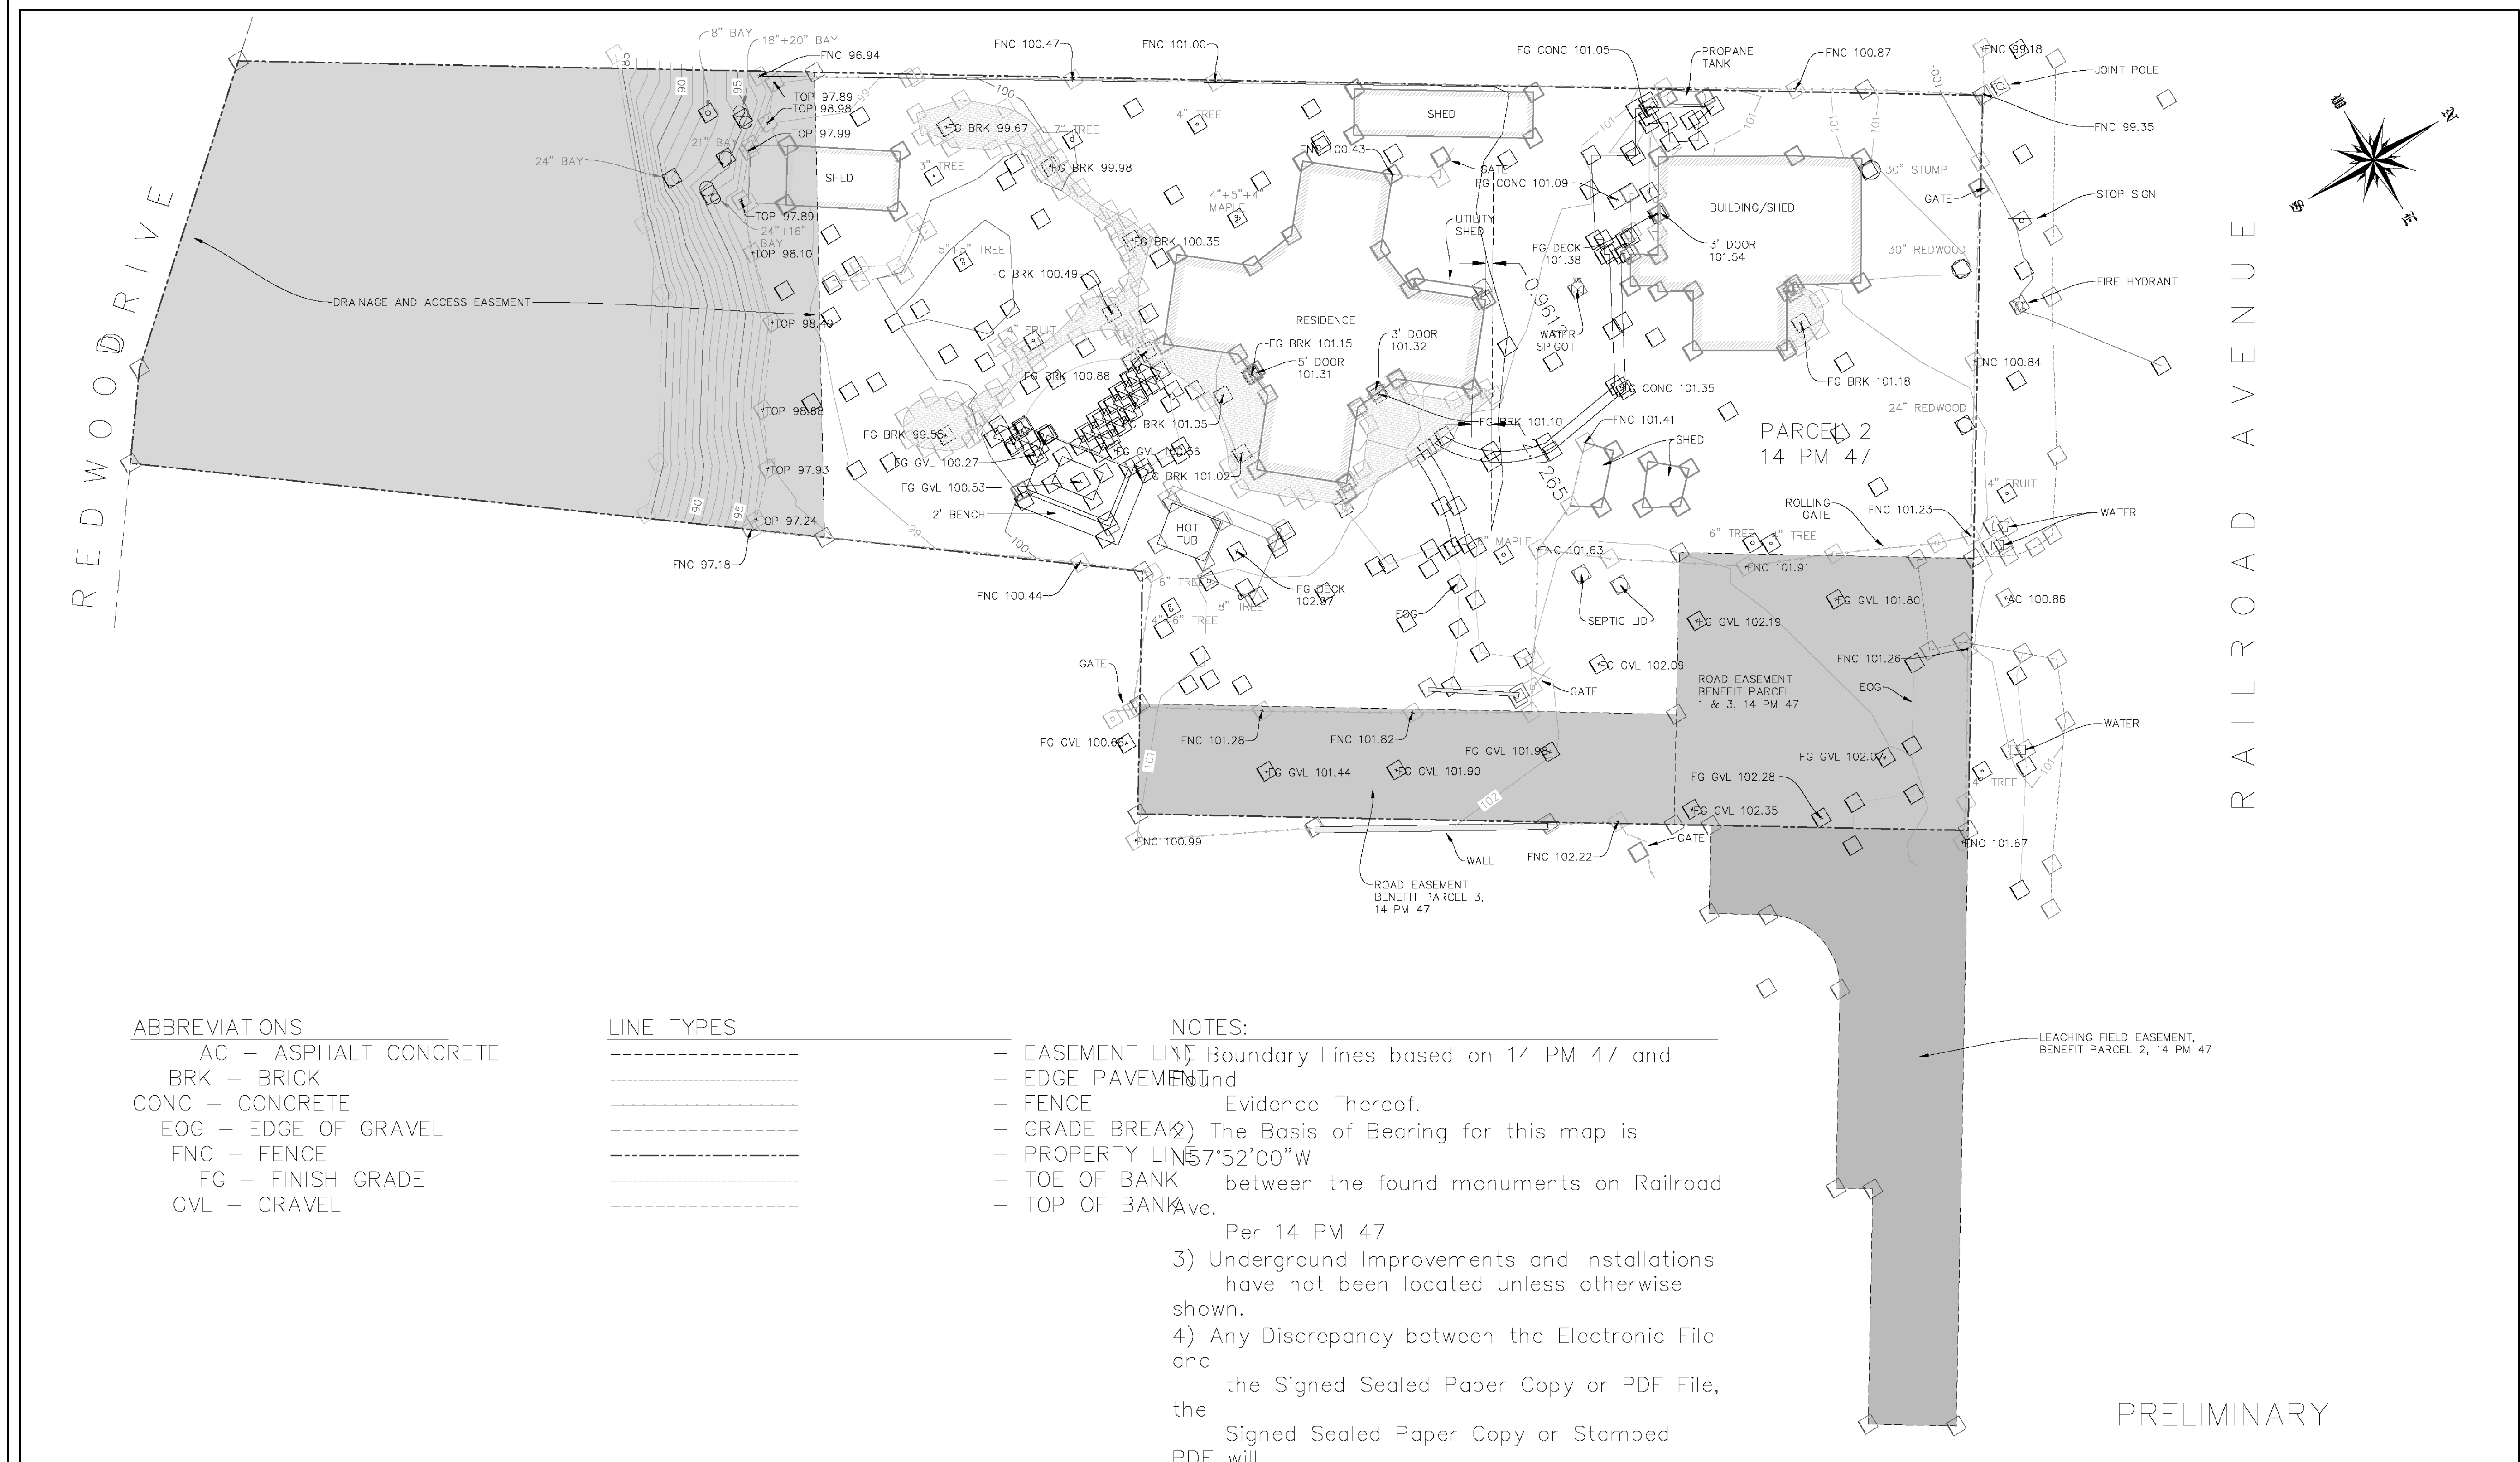 8" BAY
18"+20" BAY
FNC 96.94
FNC 100.47
FNC 101.00
FG CONC 101.05
PROPANE
TANK
FNC 100.87
FNC 99.18
JOINT POLE
85
90
95
TOP 97.89
TOP 98.98
99
100
100
FG BRK 99.67
7" TREE
4" TREE
SHED
101
101
101
101
FNC 99.35
TOP 97.99
21" BAY
24" BAY
SHED
3" TREE
FG BRK 99.98
FNC 100.43
GATE
FG CONC 101.09
30" STUMP
GATE
STOP SIGN
4"+5"+4"
MAPLE
BUILDING/SHED
TOP 97.89
24"+16"
BAY
TOP 98.10
UTILITY
SHED
FG BRK 100.35
5"+5" TREE
FG BRK 100.49
FG DECK
101.38
3' DOOR
101.54
30" REDWOOD
FIRE HYDRANT
DRAINAGE AND ACCESS EASEMENT
TOP 98.49
4" FRUIT
RESIDENCE
WATER
SPIGOT
FG BRK 101.15
5' DOOR
101.31
3' DOOR
101.32
FG BRK 100.88
FNC 100.84
FG BRK 101.18
FG CONC 101.35
TOP 98.68
FG BRK 99.55
FG BRK 101.05
FG BRK 101.10
FNC 101.41
24" REDWOOD
PARCEL 2
14 PM 47
SHED
TOP 97.93
FG GVL 100.27
FG BRK 101.02
FG GVL 100.53
2' BENCH
HOT
TUB
90
95
TOP 97.24
99
100
FNC 97.18
FNC 100.44
ROLLING
GATE
FNC 101.23
4" FRUIT
WATER
6" TREE
FNC 101.63
FNC 101.91
6" TREE
FG DECK
8" TREE
EOG
SEPTIC LID
FG GVL 101.80
AC 100.86
FG GVL 102.19
FG GVL 102.09
FNC 101.26
GATE
GATE
ROAD EASEMENT
BENEFIT PARCEL
1 & 3, 14 PM 47
EOG
WATER
FNC 101.28
FNC 101.82
101
FG GVL 101.44
FG GVL 101.90
FG GVL 102.28
FG GVL 102.35
102
101
FNC 100.99
WALL
FNC 102.22
GATE
FNC 101.67
ROAD EASEMENT
BENEFIT PARCEL 3,
14 PM 47
REDWOOD DRIVE
RAILROAD AVENUE
LEACHING FIELD EASEMENT,
BENEFIT PARCEL 2, 14 PM 47
ABBREVIATIONS
AC – ASPHALT CONCRETE
BRK – BRICK
CONC – CONCRETE
EOG – EDGE OF GRAVEL
FNC – FENCE
FG – FINISH GRADE
GVL – GRAVEL
LINE TYPES
– EASEMENT LINE
– EDGE PAVEMENT
– FENCE
– GRADE BREAK
– PROPERTY LINE
– TOE OF BANK
– TOP OF BANK
NOTES:
1) Boundary Lines based on 14 PM 47 and
Found
Evidence Thereof.
2) The Basis of Bearing for this map is
N57°52'00"W
between the found monuments on Railroad
Ave.
Per 14 PM 47
3) Underground Improvements and Installations
have not been located unless otherwise
shown.
4) Any Discrepancy between the Electronic File
and
the Signed Sealed Paper Copy or PDF File,
the
Signed Sealed Paper Copy or Stamped
PDF will
PRELIMINARY